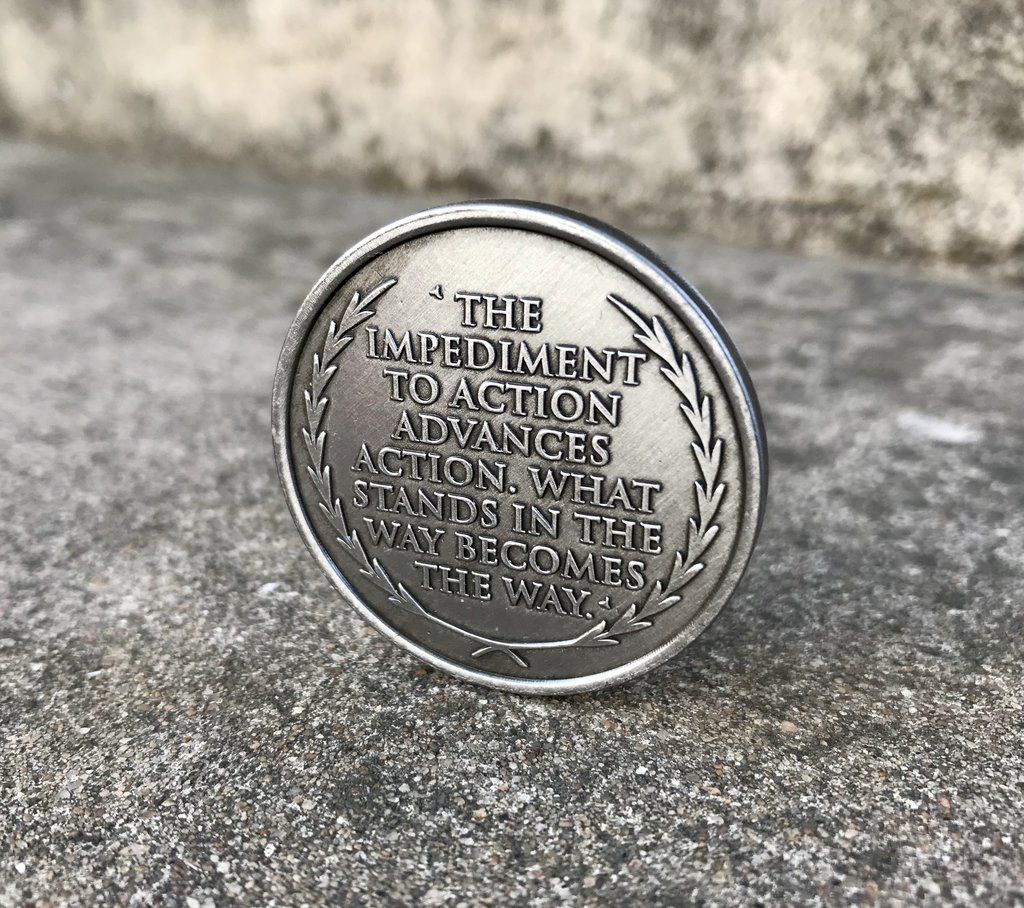 THE
IMPEDIMENT
TO ACTION
ADVANCES
ACTION. WHAT
STANDS IN THE
WAY BECOMES
THE WAY.